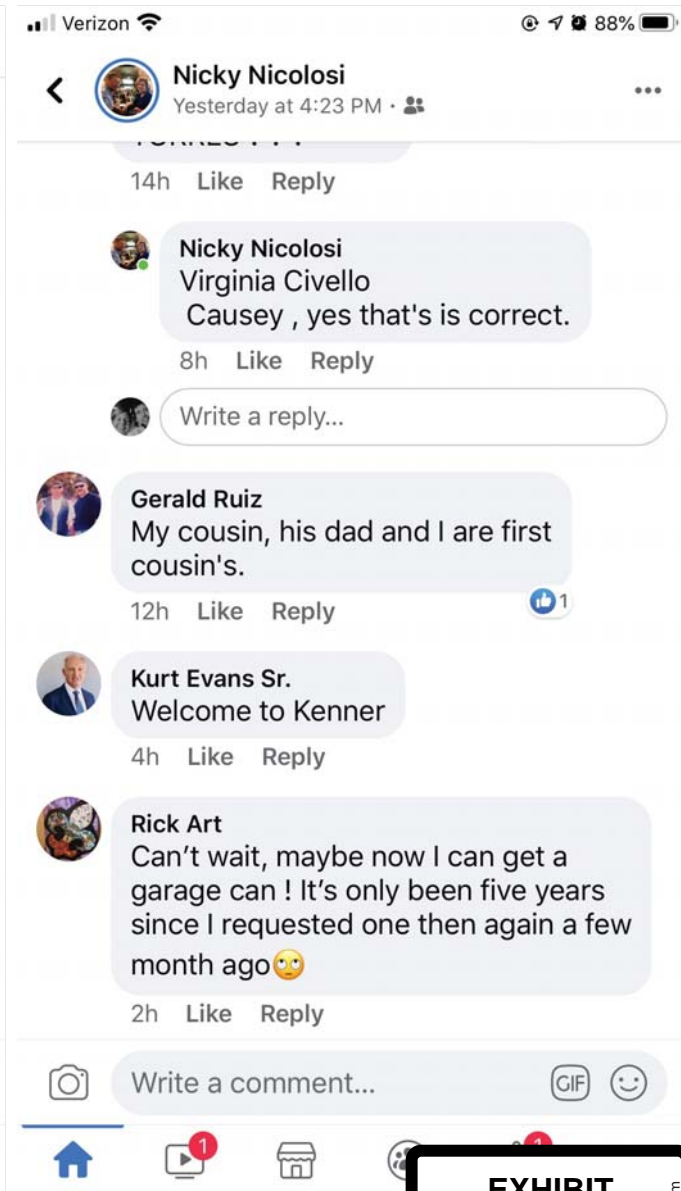 Verizon 88%
Nicky Nicolosi
Yesterday at 4:23 PM ·
14h Like Reply
Nicky Nicolosi
Virginia Civello
Causey , yes that's is correct.
8h Like Reply
Write a reply...
Gerald Ruiz
My cousin, his dad and I are first
cousin's.
12h Like Reply
1
Kurt Evans Sr.
Welcome to Kenner
4h Like Reply
Rick Art
Can’t wait, maybe now I can get a
garage can ! It’s only been five years
since I requested one then again a few
month ago🙄
2h Like Reply
Write a comment... GIF
1 1
EXHIBIT